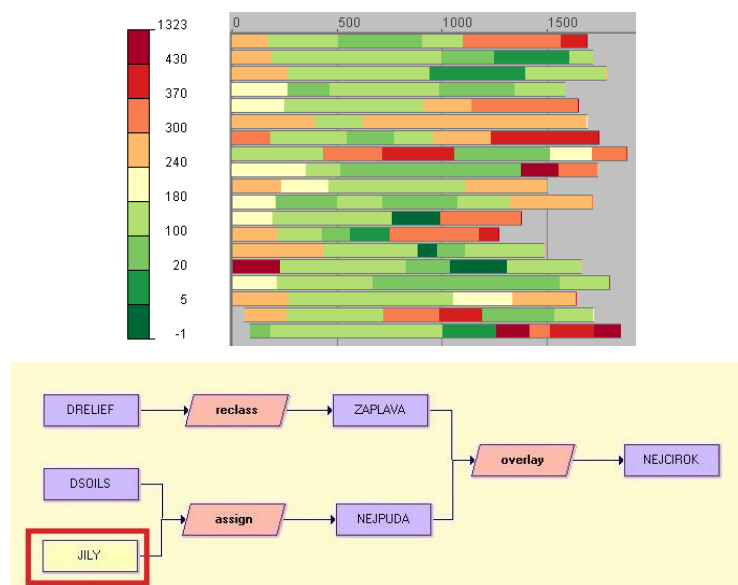 0 500 1000 1500
1323
430
370
300
240
180
100
20
5
-1
DRELIEF reclass ZAPLAVA
overlay NEJCIROK
DSOILS
assign NEJPUDA
JILY